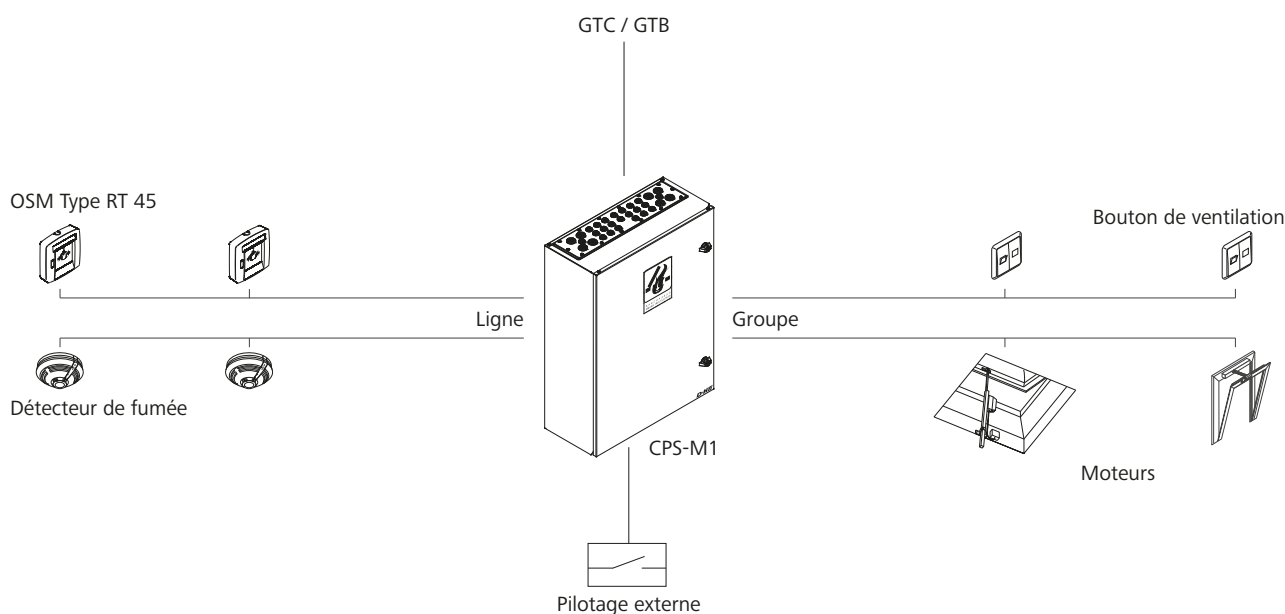 GTC / GTB
OSM Type RT 45
Bouton de ventilation
Ligne
Groupe
Détecteur de fumée
CPS-M1
Moteurs
Pilotage externe